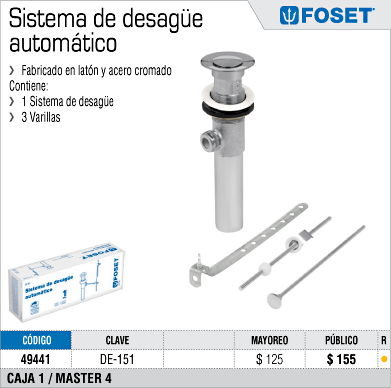 Sistema de desagüe
automático
FOSET®
❯ Fabricado en latón y acero cromado
Contiene:
❯ 1 Sistema de desagüe
❯ 3 Varillas
FOSET
Sistema de desagüe
automático
FOSET
CÓDIGO CLAVE MAYOREO PÚBLICO R
49441 DE-151 $ 125 $ 155
CAJA 1 / MASTER 4